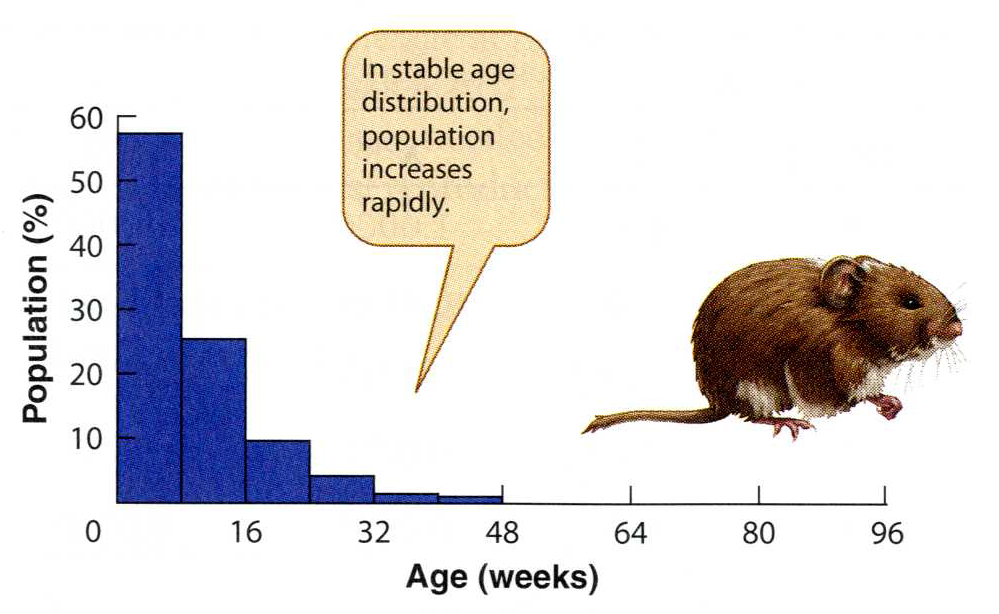 In stable age
distribution,
population
increases
rapidly.
60
50
40
30
20
10
0
Population (%)
16
32
48
64
80
96
Age (weeks)